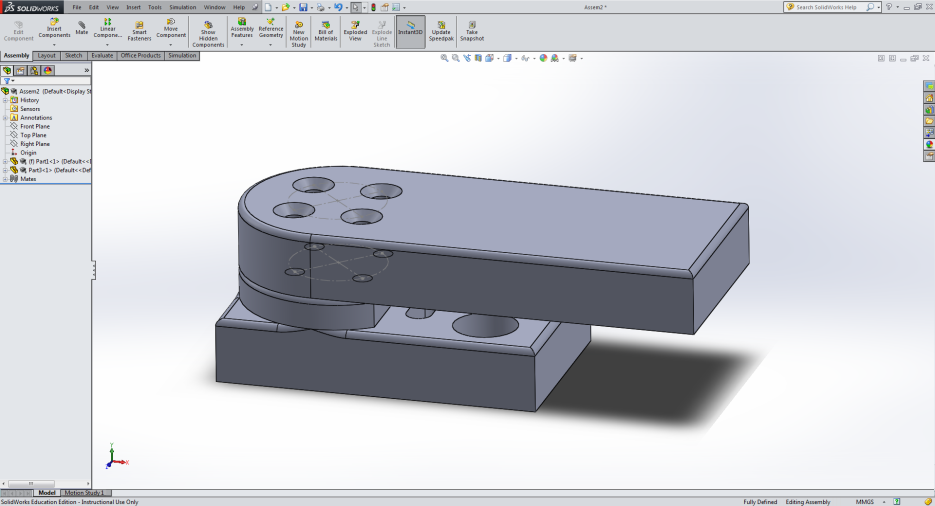 SOLIDWORKS File Edit View Insert Tools Simulation Window Help Assem2 * Search SolidWorks Help
Edit Component
Insert Components
Mate
Linear Compone...
Smart Fasteners
Move Component
Show Hidden Components
Assembly Features
Reference Geometry
New Motion Study
Bill of Materials
Exploded View
Explode Line Sketch
Instant3D
Update Speedpak
Take Snapshot
Assembly Layout Sketch Evaluate Office Products Simulation
Assem2 (Default<Display St
History
Sensors
Annotations
Front Plane
Top Plane
Right Plane
Origin
(f) Part1<1> (Default<<D
Part3<1> (Default<<Def
Mates
Y
X
Z
Model Motion Study 1
SolidWorks Education Edition - Instructional Use Only Fully Defined Editing Assembly MMGS